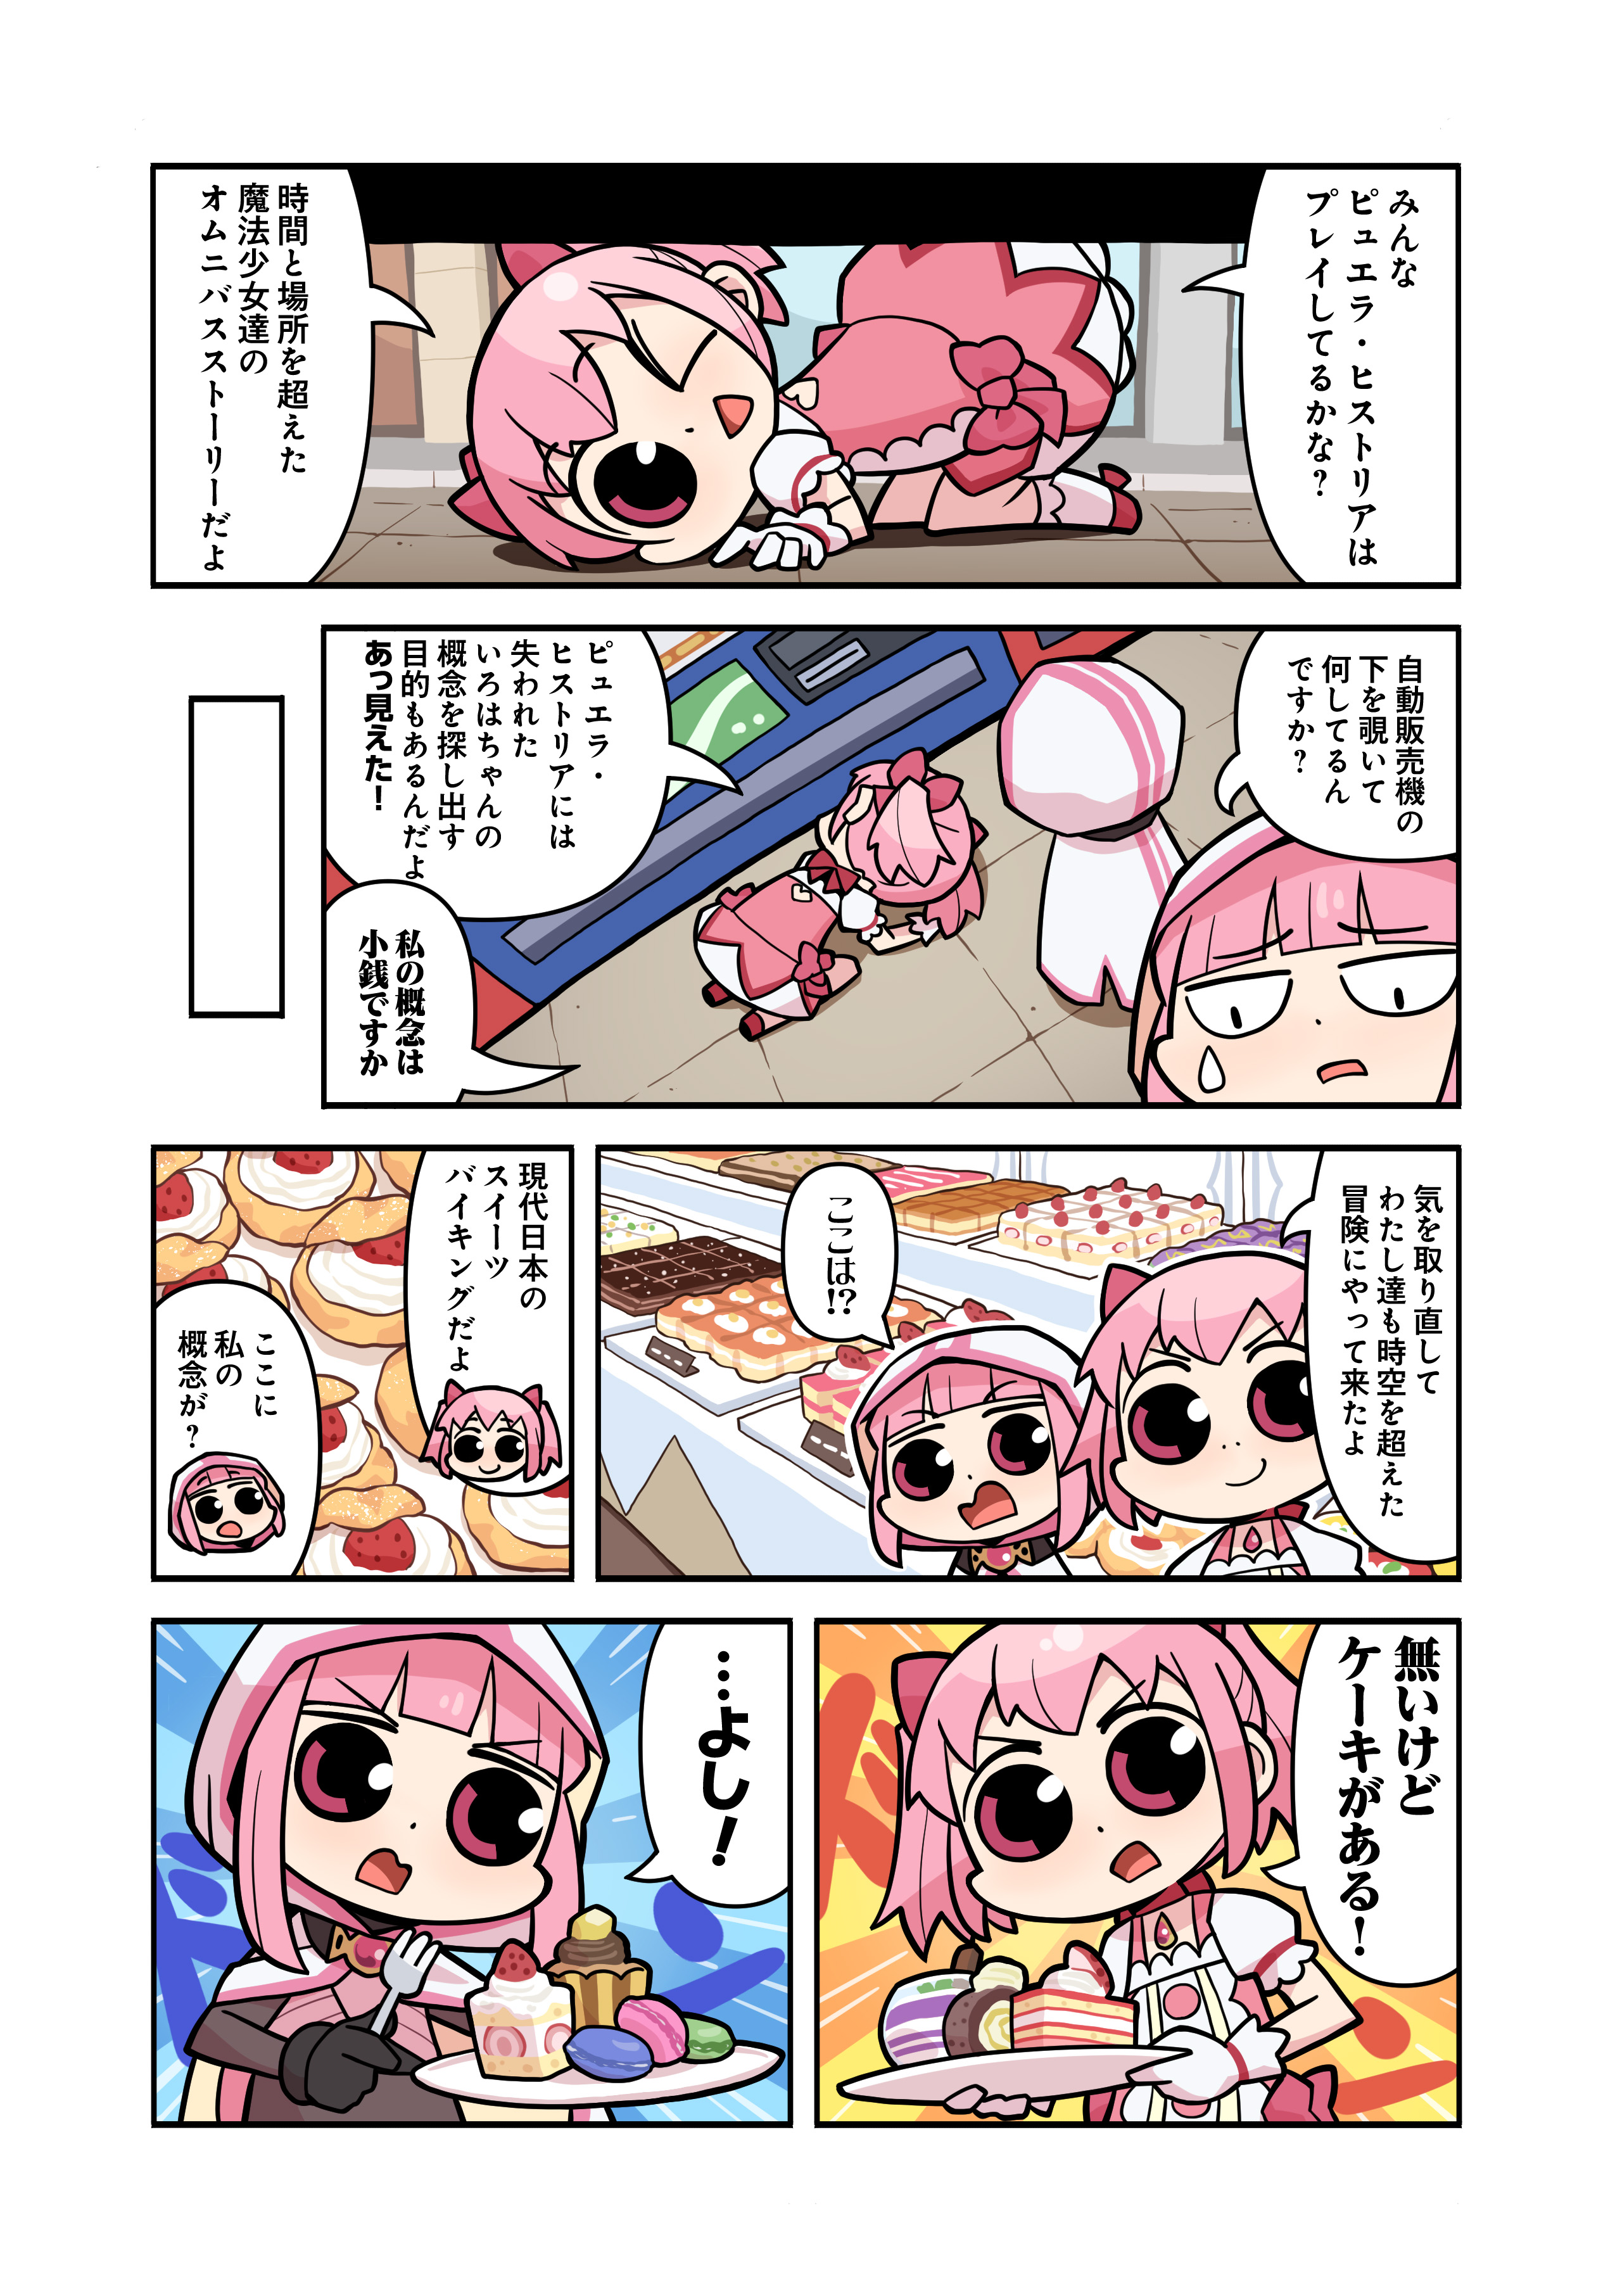 みんな
ピュエラ・ヒストリアは
プレイしてるかな？
時間と場所を超えた
魔法少女達の
オムニバスストーリーだよ
自動販売機の
下を覗いて
何してるん
ですか？
ピュエラ・
ヒストリアには
失われた
いろはちゃんの
概念を探し出す
目的もあるんだよ
あっ見えた！
私の概念は
小銭ですか
気を取り直して
わたし達も時空を超えた
冒険にやって来たよ
ここは!?
現代日本の
スイーツ
バイキングだよ
ここに
私の
概念が？
無いけど
ケーキがある！
…よし！